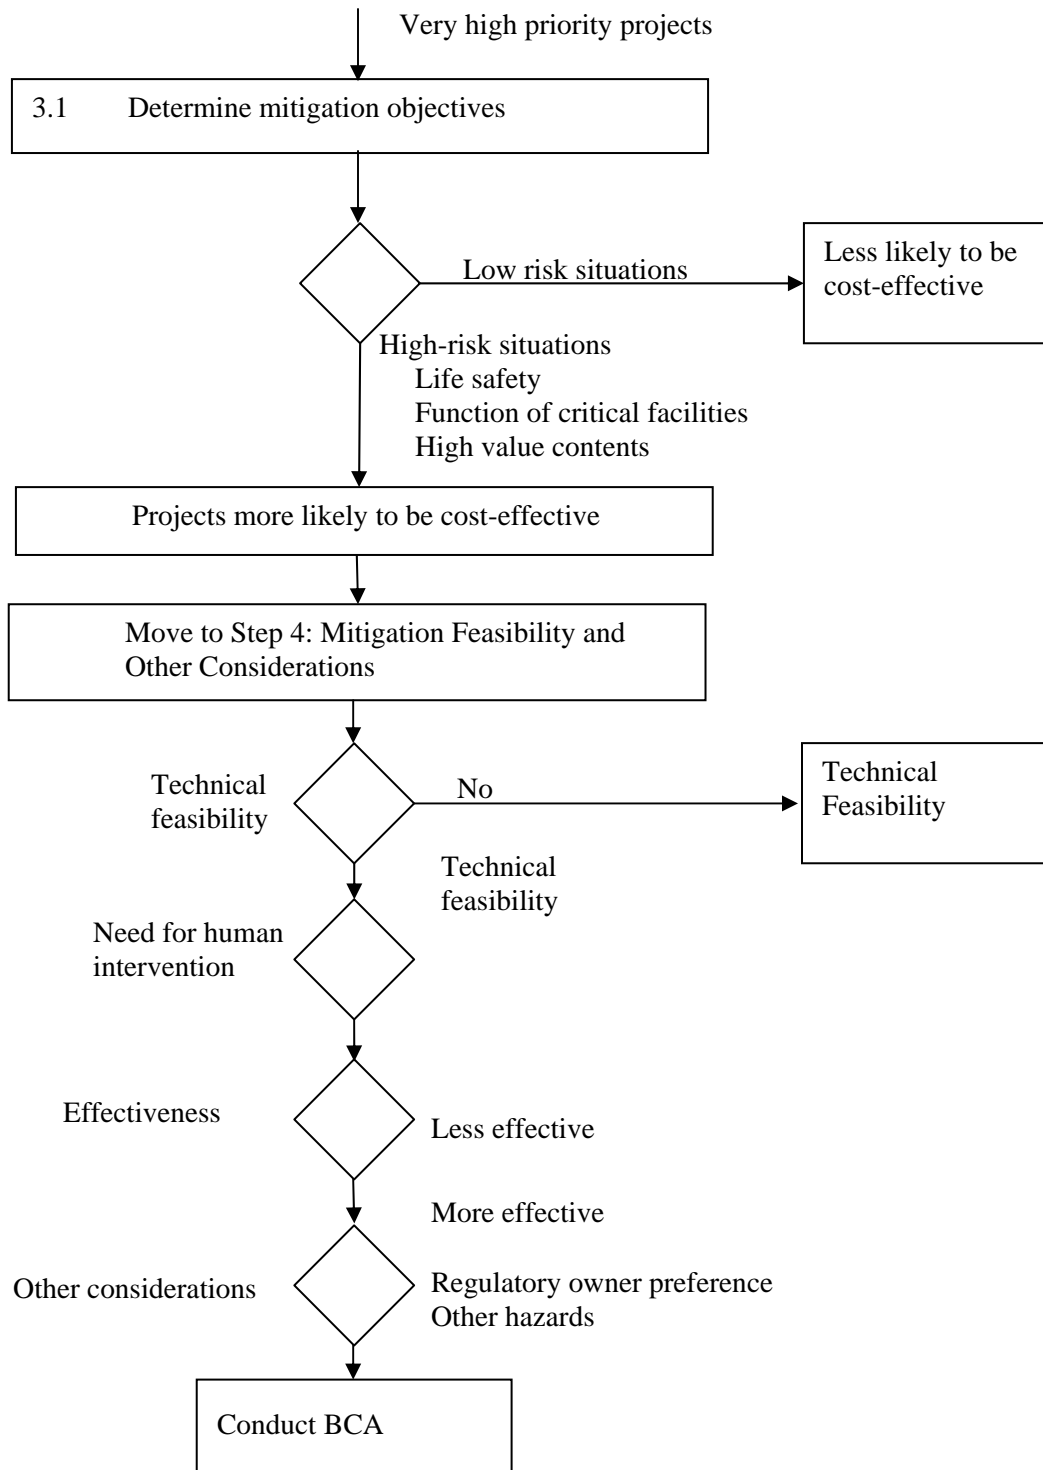 Very high priority projects
3.1 Determine mitigation objectives
Low risk situations
Less likely to be
cost-effective
High-risk situations
Life safety
Function of critical facilities
High value contents
Projects more likely to be cost-effective
Move to Step 4: Mitigation Feasibility and
Other Considerations
Technical
feasibility
No
Technical
Feasibility
Technical
feasibility
Need for human
intervention
Effectiveness
Less effective
More effective
Other considerations
Regulatory owner preference
Other hazards
Conduct BCA